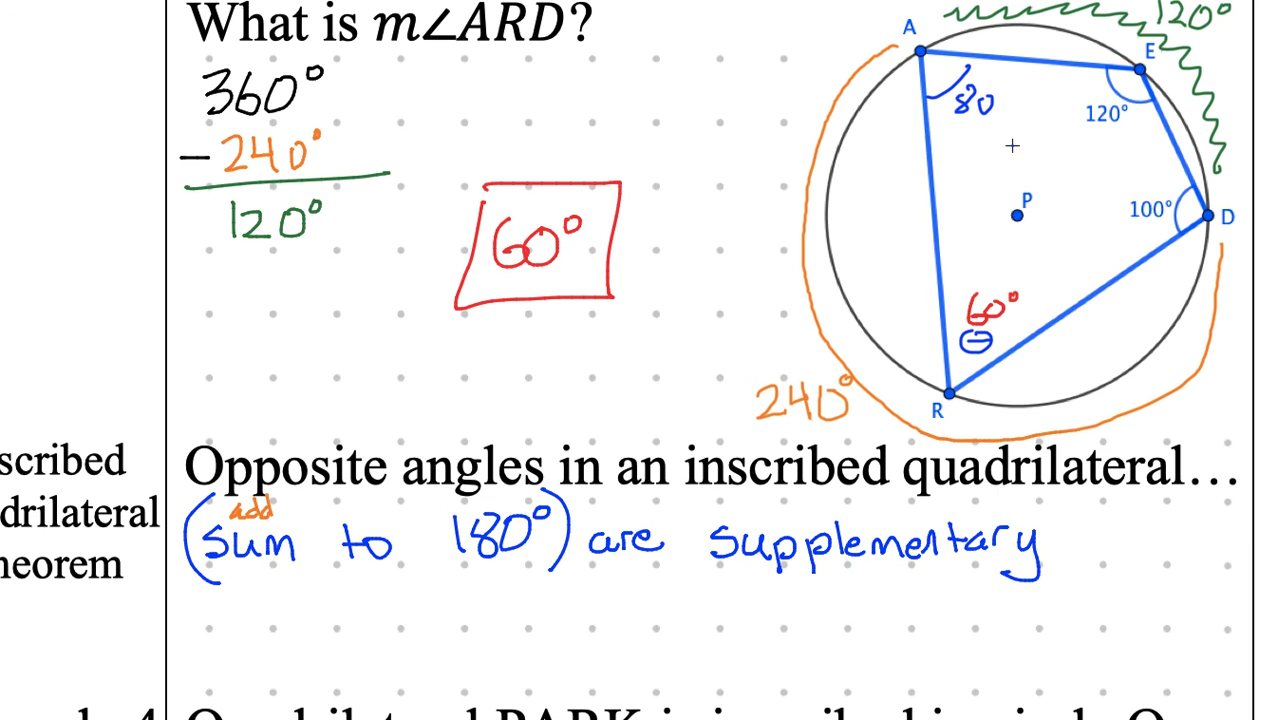 What is m∠ARD?
360°
- 240°
120°
60°
120°
A
E
80
120°
P
100°
D
60°
R
240°
scribed
drilateral
heorem
Opposite angles in an inscribed quadrilateral…
add
(sum to 180°) are supplementary